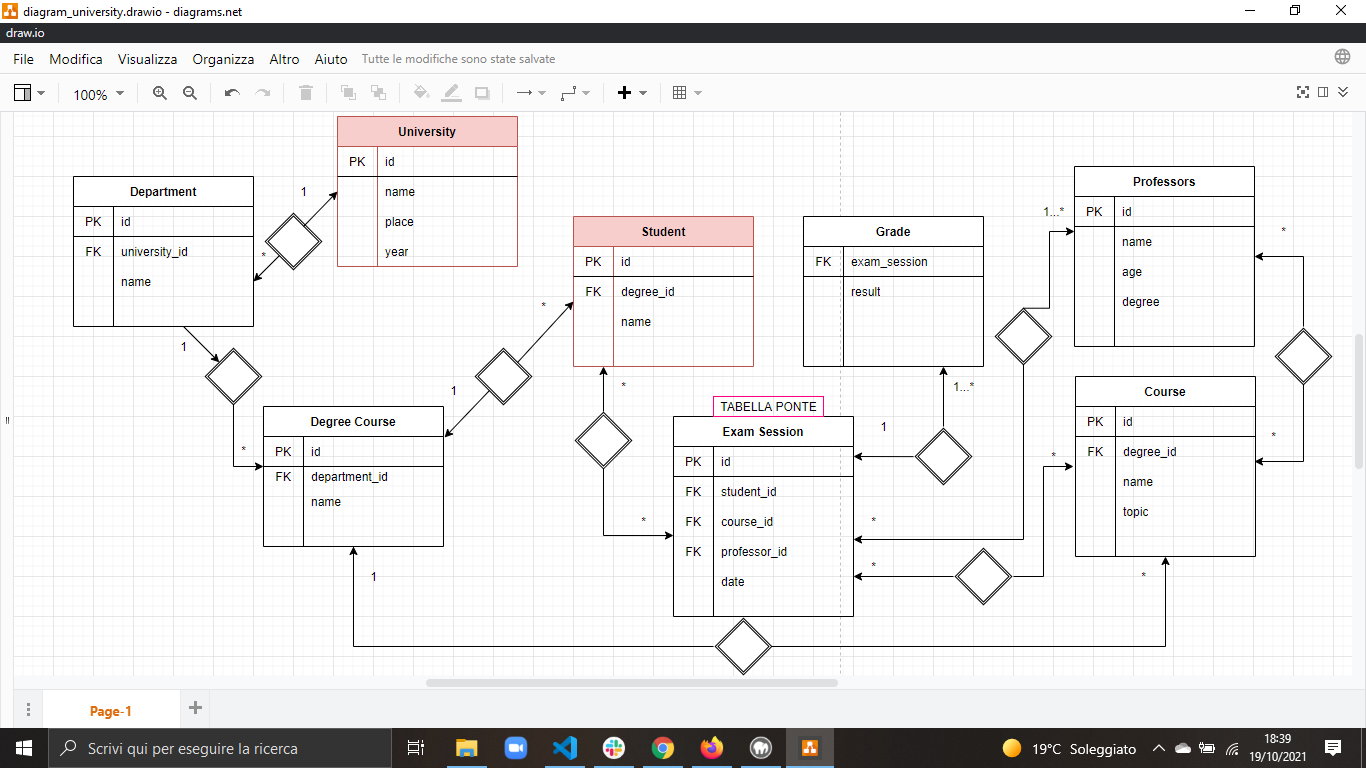 diagram_university.drawio - diagrams.net
draw.io
File Modifica Visualizza Organizza Altro Aiuto Tutte le modifiche sono state salvate
100%
University
PK id
name
place
year
Department
PK id
FK university_id
name
1
*
1
*
Degree Course
PK id
FK department_id
name
Student
PK id
FK degree_id
name
*
1
Grade
FK exam_session
result
Professors
PK id
name
age
degree
1...*
*
*
Course
PK id
FK degree_id
name
topic
TABELLA PONTE
Exam Session
PK id
FK student_id
FK course_id
FK professor_id
date
*
*
1
1...*
*
*
*
1
*
Page-1
Scrivi qui per eseguire la ricerca
19°C Soleggiato
18:39
19/10/2021